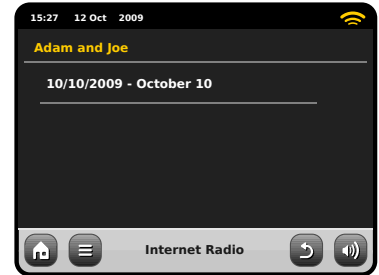 15:27 12 Oct 2009
Adam and Joe
10/10/2009 - October 10
Internet Radio